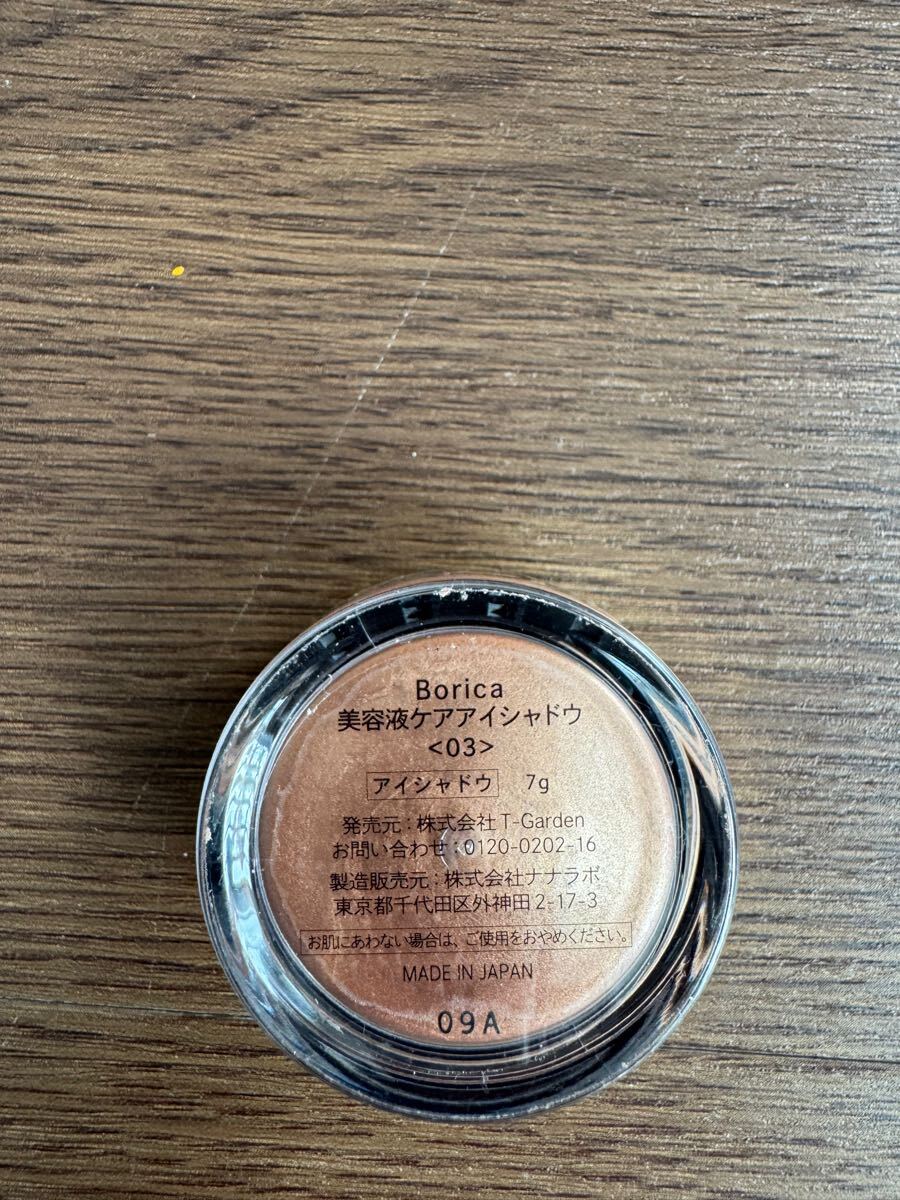 Borica
美容液ケアアイシャドウ
<03>
アイシャドウ 7g
発売元：株式会社 T-Garden
お問い合わせ：0120-0202-16
製造販売元：株式会社ナナラボ
東京都千代田区外神田 2-17-3
お肌にあわない場合は、ご使用をおやめください。
MADE IN JAPAN
09A